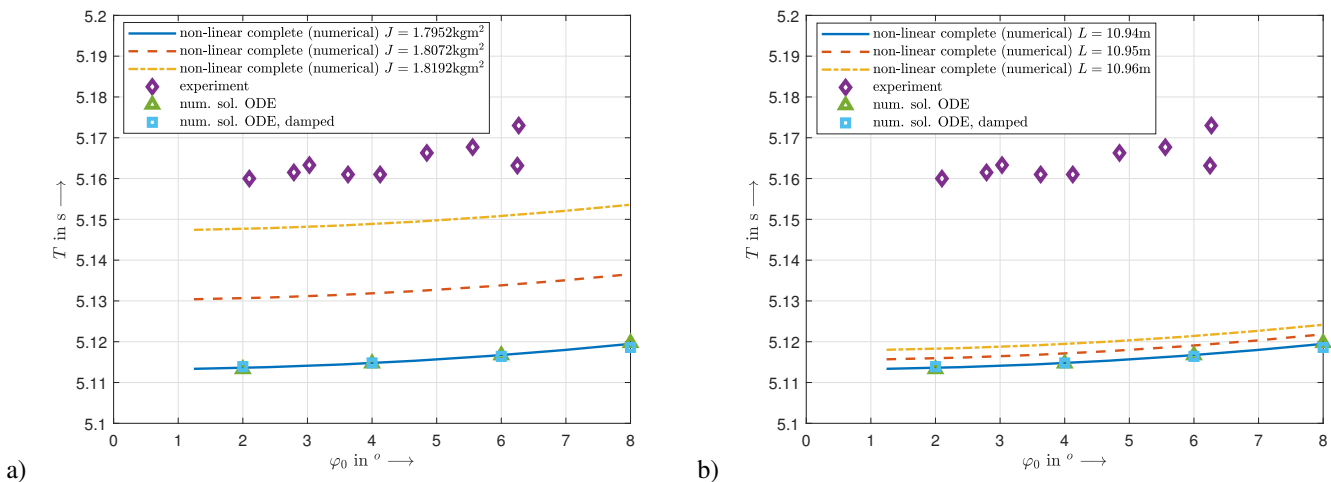 non-linear complete (numerical) J = 1.7952kgm²
non-linear complete (numerical) J = 1.8072kgm²
non-linear complete (numerical) J = 1.8192kgm²
experiment
num. sol. ODE
num. sol. ODE, damped
5.2
5.19
5.18
5.17
5.16
5.15
5.14
5.13
5.12
5.11
5.1
T in s ⟶
0 1 2 3 4 5 6 7 8
φ₀ in ° ⟶
a)
non-linear complete (numerical) L = 10.94m
non-linear complete (numerical) L = 10.95m
non-linear complete (numerical) L = 10.96m
experiment
num. sol. ODE
num. sol. ODE, damped
5.2
5.19
5.18
5.17
5.16
5.15
5.14
5.13
5.12
5.11
5.1
T in s ⟶
0 1 2 3 4 5 6 7 8
φ₀ in ° ⟶
b)